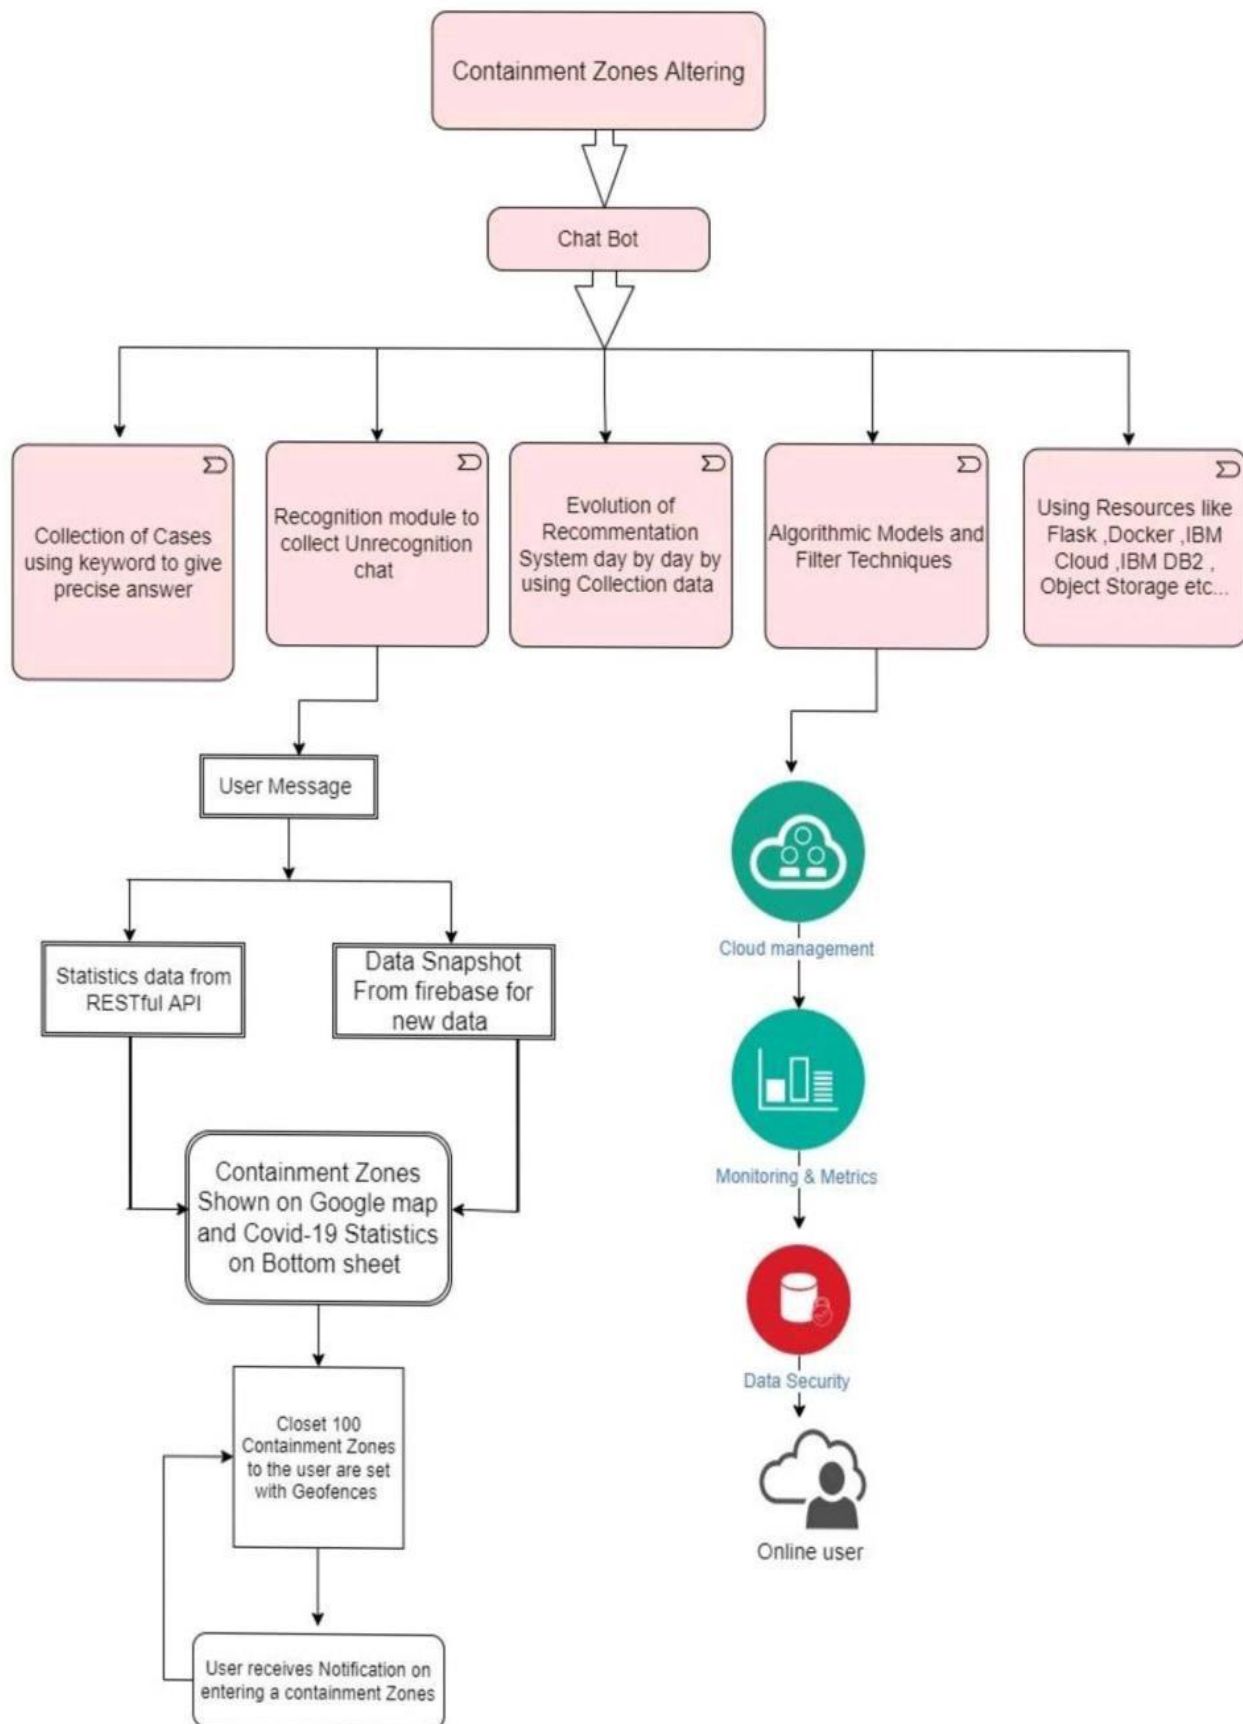 Containment Zones Altering
Chat Bot
Collection of Cases
using keyword to give
precise answer
Recognition module to
collect Unrecognition
chat
Evolution of
Recommentation
System day by day by
using Collection data
Algorithmic Models and
Filter Techniques
Using Resources like
Flask ,Docker ,IBM
Cloud ,IBM DB2 ,
Object Storage etc...
User Message
Statistics data from
RESTful API
Data Snapshot
From firebase for
new data
Containment Zones
Shown on Google map
and Covid-19 Statistics
on Bottom sheet
Closet 100
Containment Zones
to the user are set
with Geofences
User receives Notification on
entering a containment Zones
Cloud management
Monitoring & Metrics
Data Security
Online user